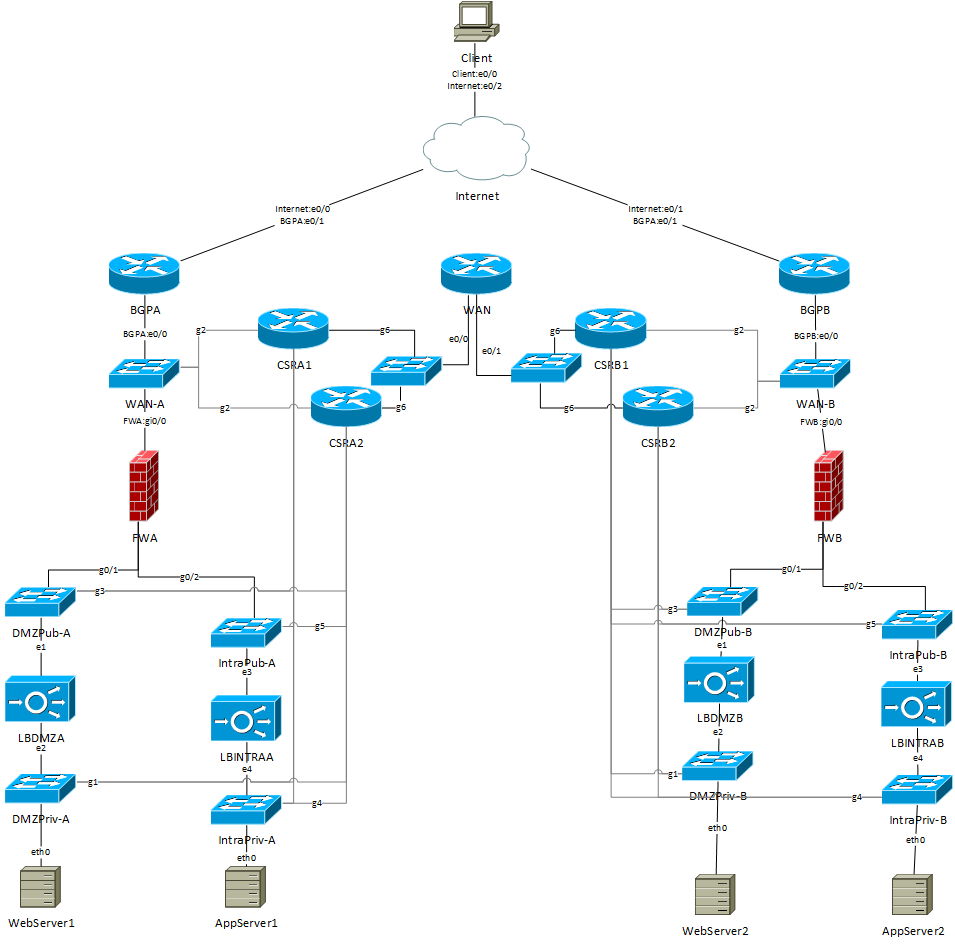 Client
Client:e0/0
Internet:e0/2
Internet
Internet:e0/0
BGPA:e0/1
Internet:e0/1
BGPA:e0/1
BGPA
WAN
BGPB
BGPA:e0/0
g2
g6
e0/0
e0/1
g6
g2
BGPB:e0/0
CSRA1
CSRB1
WAN-A
g2
g6
g6
g2
WAN-B
FWA:gi0/0
FWB:gi0/0
CSRA2
CSRB2
FWA
FWB
g0/1
g0/2
g0/1
g0/2
g3
g3
DMZPub-A
g5
DMZPub-B
g5
e1
IntraPub-A
e1
IntraPub-B
e3
e3
LBDMZA
LBDMZB
e2
LBINTRAA
e2
LBINTRAB
e4
e4
g1
g1
DMZPriv-A
g4
DMZPriv-B
g4
IntraPriv-A
IntraPriv-B
eth0
eth0
eth0
eth0
WebServer1
AppServer1
WebServer2
AppServer2